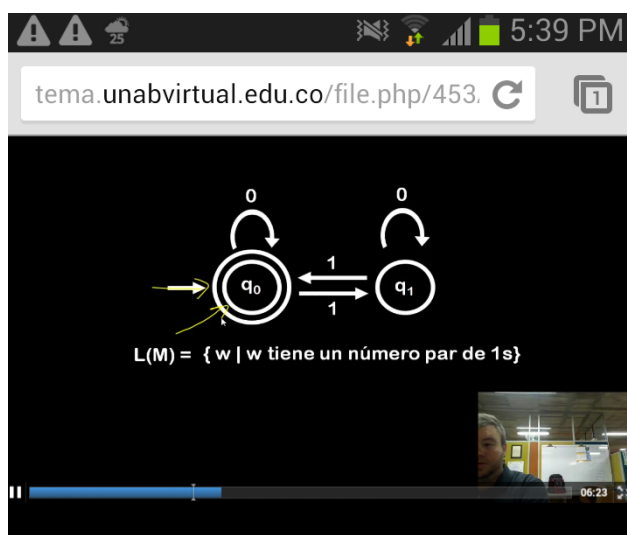 25
5:39 PM
tema.unabvirtual.edu.co/file.php/453.
1
0 0
1
q0 q1
1
L(M) = { w | w tiene un número par de 1s}
06:23